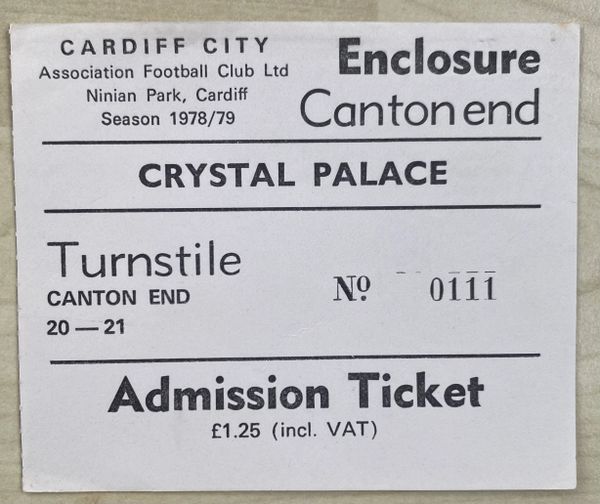 CARDIFF CITY
Association Football Club Ltd
Ninian Park, Cardiff
Season 1978/79
Enclosure
Canton end
CRYSTAL PALACE
Turnstile
CANTON END
20 — 21
Nº 0111
Admission Ticket
£1.25 (incl. VAT)